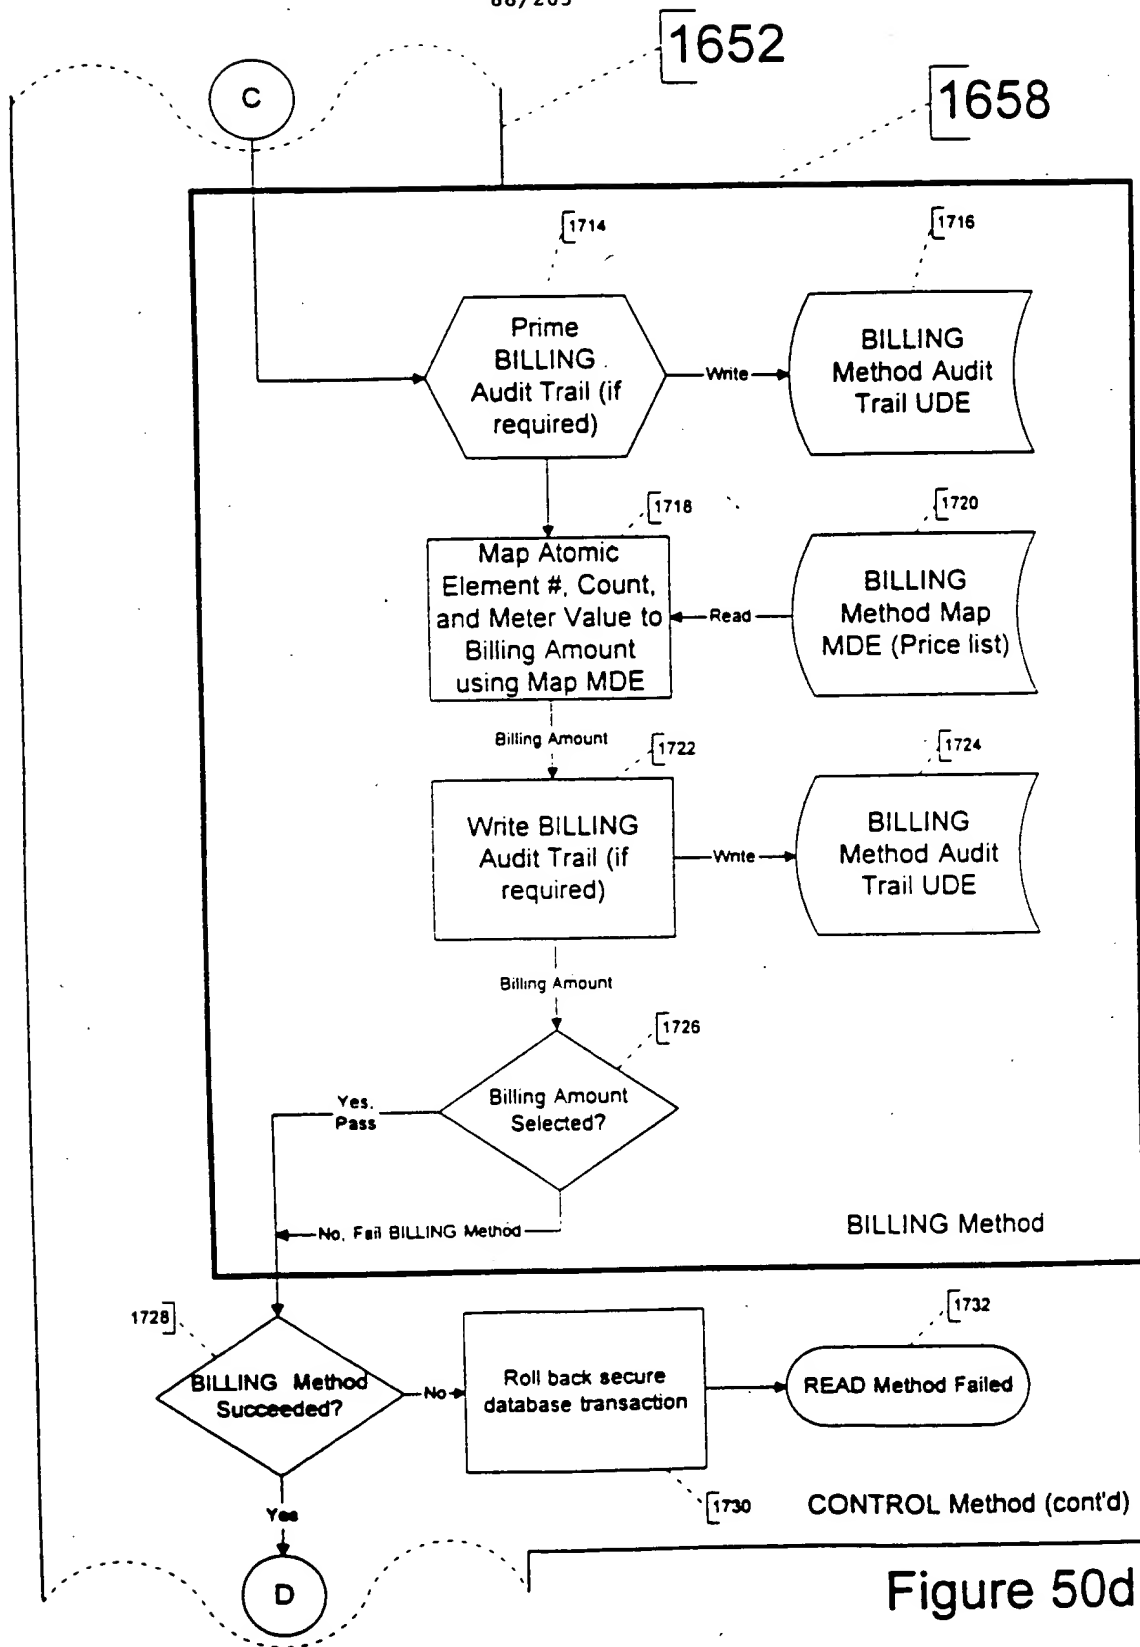 1652
1658
C
1714
1716
Prime
BILLING
Audit Trail (if
required)
Write
BILLING
Method Audit
Trail UDE
1718
1720
Map Atomic
Element #, Count,
and Meter Value to
Billing Amount
using Map MDE
Read
BILLING
Method Map
MDE (Price list)
Billing Amount
1722
1724
Write BILLING
Audit Trail (if
required)
Write
BILLING
Method Audit
Trail UDE
Billing Amount
1726
Billing Amount
Selected?
Yes,
Pass
No, Fail BILLING Method
BILLING Method
1728
1732
BILLING Method
Succeeded?
No
Roll back secure
database transaction
READ Method Failed
1730
CONTROL Method (cont'd)
Yes
D
Figure 50d